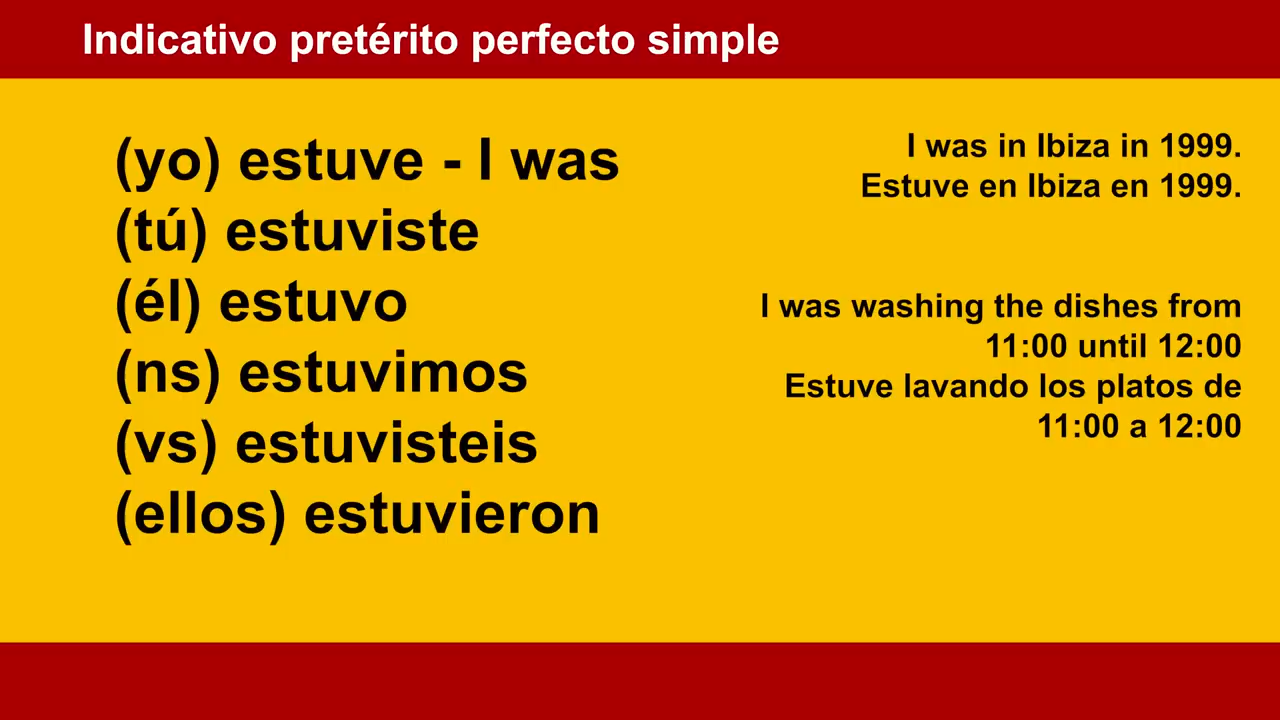 Indicativo pretérito perfecto simple
(yo) estuve - I was
(tú) estuviste
(él) estuvo
(ns) estuvimos
(vs) estuvisteis
(ellos) estuvieron
I was in Ibiza in 1999.
Estuve en Ibiza en 1999.
I was washing the dishes from
11:00 until 12:00
Estuve lavando los platos de
11:00 a 12:00